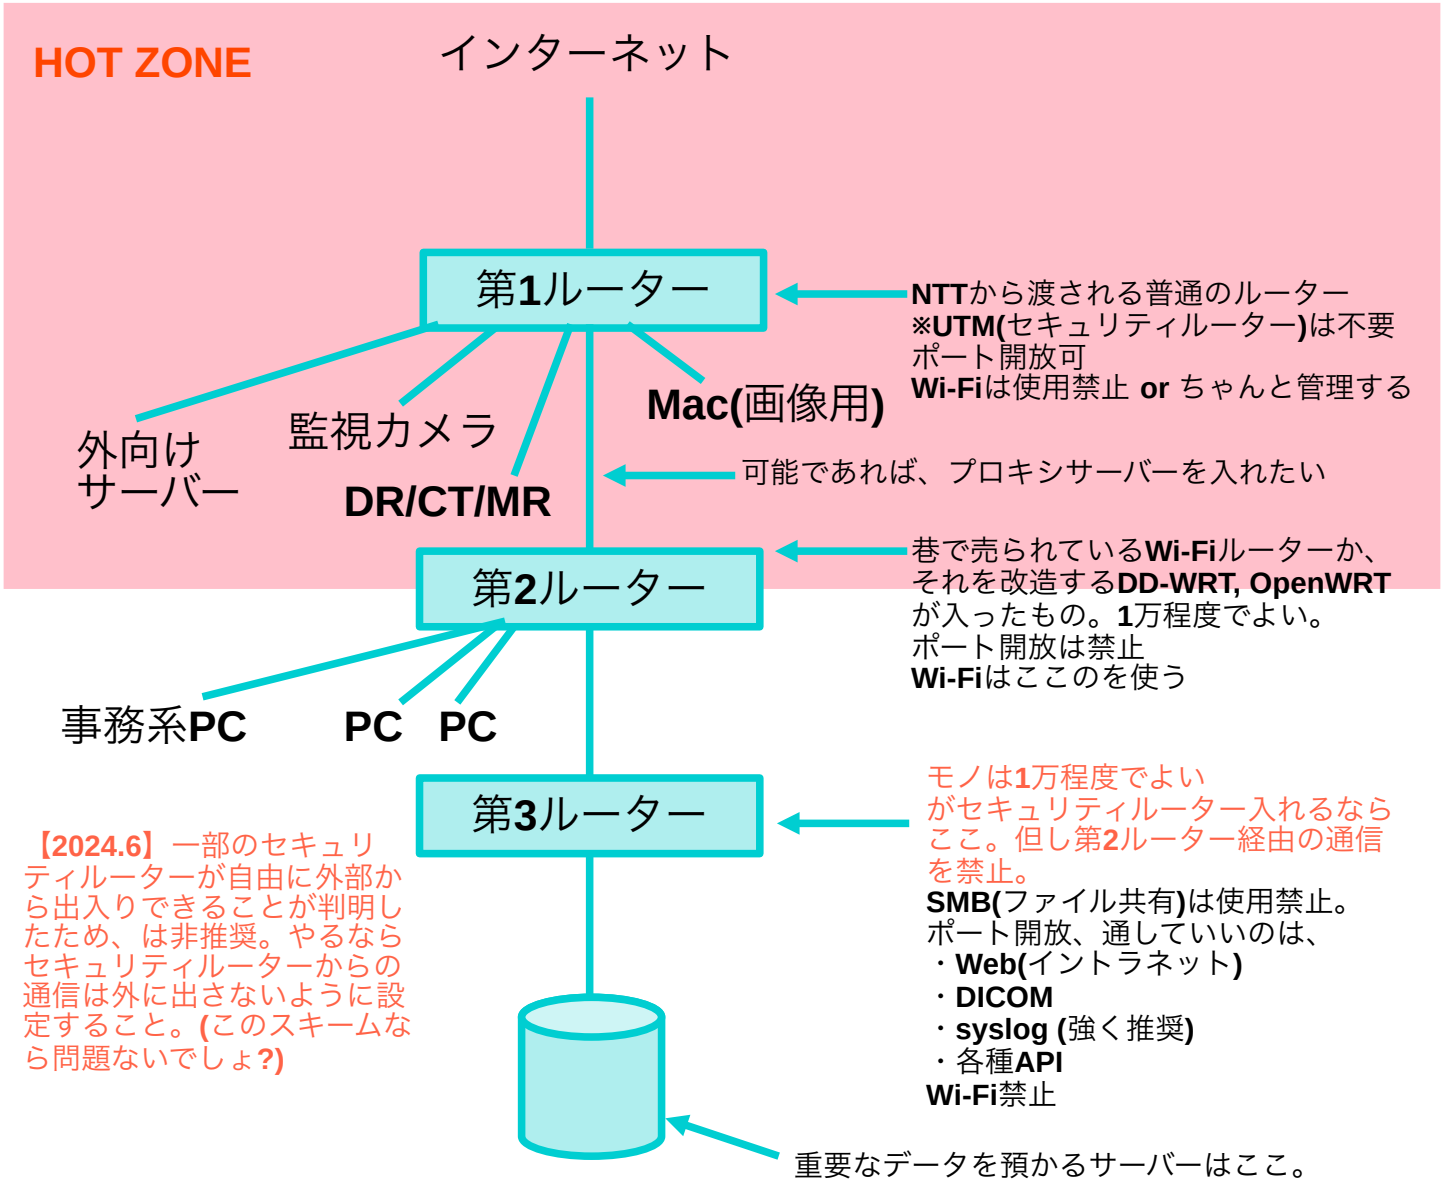 HOT ZONE
インターネット
第1ルーター
NTTから渡される普通のルーター
※UTM(セキュリティルーター)は不要
ポート開放可
Wi-Fiは使用禁止 or ちゃんと管理する
外向け
サーバー
監視カメラ
DR/CT/MR
Mac(画像用)
可能であれば、プロキシサーバーを入れたい
第2ルーター
巷で売られているWi-Fiルーターか、
それを改造するDD-WRT, OpenWRT
が入ったもの。1万程度でよい。
ポート開放は禁止
Wi-Fiはここのを使う
事務系PC
PC
PC
第3ルーター
モノは1万程度でよい
がセキュリティルーター入れるなら
ここ。但し第2ルーター経由の通信
を禁止。
SMB(ファイル共有)は使用禁止。
ポート開放、通していいのは、
・Web(イントラネット)
・DICOM
・syslog (強く推奨)
・各種API
Wi-Fi禁止
【2024.6】一部のセキュリ
ティルーターが自由に外部か
ら出入りできることが判明し
たため、は非推奨。やるなら
セキュリティルーターからの
通信は外に出さないように設
定すること。(このスキームな
ら問題ないでしょ?)
重要なデータを預かるサーバーはここ。